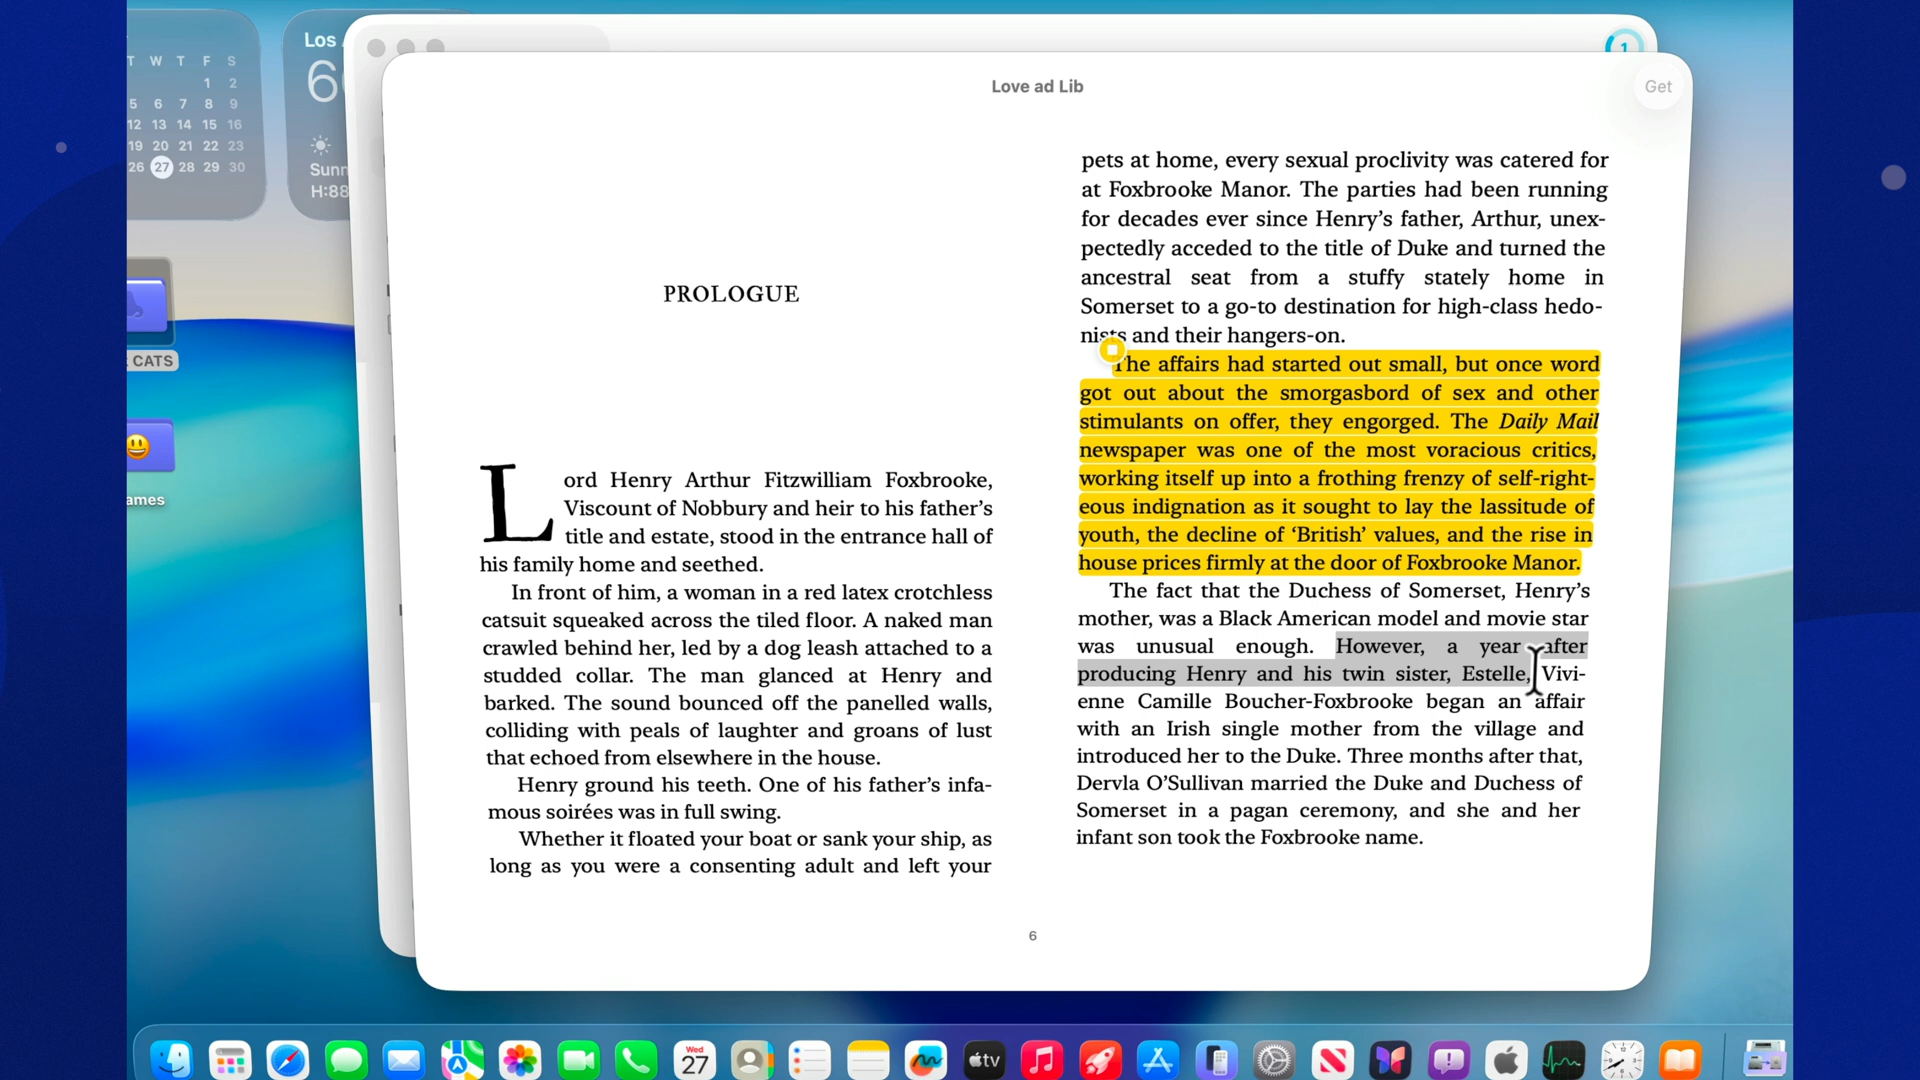 T W T F S
1 2
5 6 7 8 9
12 13 14 15 16
19 20 21 22 23
26 27 28 29 30
Los
Sunn
H:88
CATS
ames
1
Love ad Lib
Get
PROLOGUE
Lord Henry Arthur Fitzwilliam Foxbrooke,
Viscount of Nobbury and heir to his father’s
title and estate, stood in the entrance hall of
his family home and seethed.
In front of him, a woman in a red latex crotchless
catsuit squeaked across the tiled floor. A naked man
crawled behind her, led by a dog leash attached to a
studded collar. The man glanced at Henry and
barked. The sound bounced off the panelled walls,
colliding with peals of laughter and groans of lust
that echoed from elsewhere in the house.
Henry ground his teeth. One of his father’s infa-
mous soirées was in full swing.
Whether it floated your boat or sank your ship, as
long as you were a consenting adult and left your
pets at home, every sexual proclivity was catered for
at Foxbrooke Manor. The parties had been running
for decades ever since Henry’s father, Arthur, unex-
pectedly acceded to the title of Duke and turned the
ancestral seat from a stuffy stately home in
Somerset to a go-to destination for high-class hedo-
nists and their hangers-on.
The affairs had started out small, but once word
got out about the smorgasbord of sex and other
stimulants on offer, they engorged. The Daily Mail
newspaper was one of the most voracious critics,
working itself up into a frothing frenzy of self-right-
eous indignation as it sought to lay the lassitude of
youth, the decline of ‘British’ values, and the rise in
house prices firmly at the door of Foxbrooke Manor.
The fact that the Duchess of Somerset, Henry’s
mother, was a Black American model and movie star
was unusual enough. However, a year after
producing Henry and his twin sister, Estelle, Vivi-
enne Camille Boucher-Foxbrooke began an affair
with an Irish single mother from the village and
introduced her to the Duke. Three months after that,
Dervla O’Sullivan married the Duke and Duchess of
Somerset in a pagan ceremony, and she and her
infant son took the Foxbrooke name.
6
Wed
27
tv